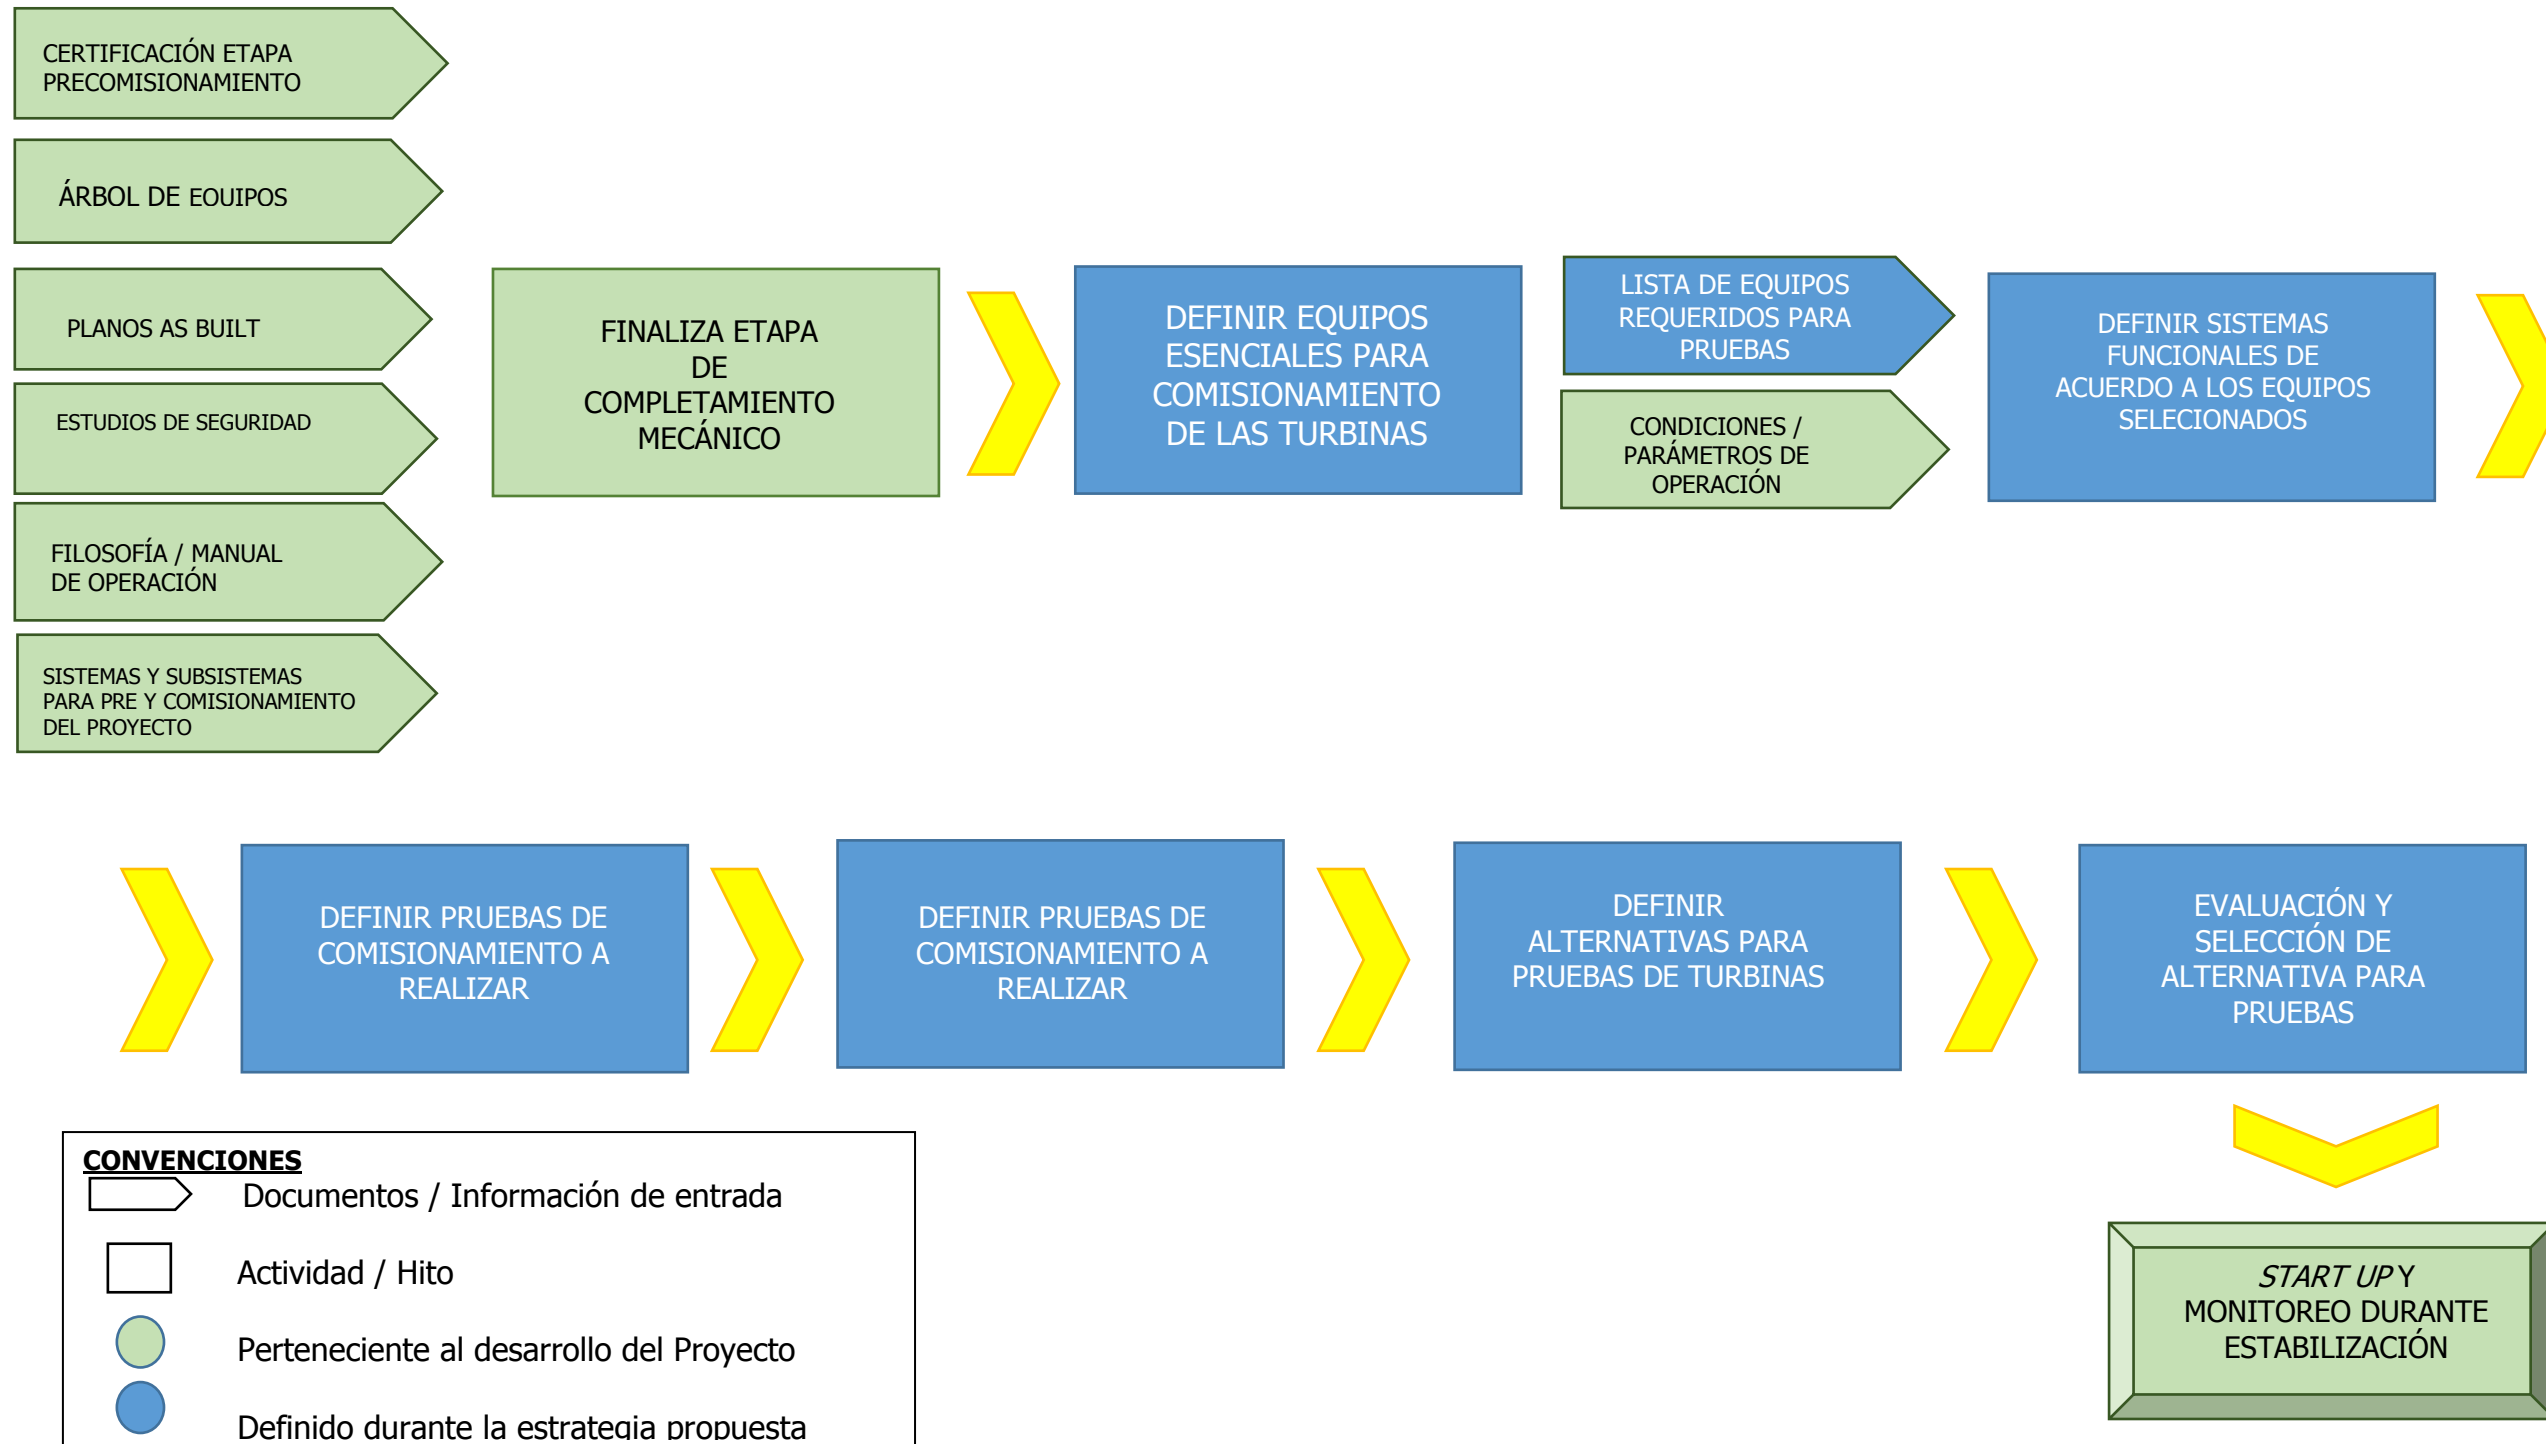 CERTIFICACIÓN ETAPA
PRECOMISIONAMIENTO
ÁRBOL DE EQUIPOS
PLANOS AS BUILT
ESTUDIOS DE SEGURIDAD
FILOSOFÍA / MANUAL
DE OPERACIÓN
SISTEMAS Y SUBSISTEMAS
PARA PRE Y COMISIONAMIENTO
DEL PROYECTO
FINALIZA ETAPA
DE
COMPLETAMIENTO
MECÁNICO
DEFINIR EQUIPOS
ESENCIALES PARA
COMISIONAMIENTO
DE LAS TURBINAS
LISTA DE EQUIPOS
REQUERIDOS PARA
PRUEBAS
CONDICIONES /
PARÁMETROS DE
OPERACIÓN
DEFINIR SISTEMAS
FUNCIONALES DE
ACUERDO A LOS EQUIPOS
SELECIONADOS
DEFINIR PRUEBAS DE
COMISIONAMIENTO A
REALIZAR
DEFINIR PRUEBAS DE
COMISIONAMIENTO A
REALIZAR
DEFINIR
ALTERNATIVAS PARA
PRUEBAS DE TURBINAS
EVALUACIÓN Y
SELECCIÓN DE
ALTERNATIVA PARA
PRUEBAS
START UP Y
MONITOREO DURANTE
ESTABILIZACIÓN
CONVENCIONES
Documentos / Información de entrada
Actividad / Hito
Perteneciente al desarrollo del Proyecto
Definido durante la estrategia propuesta